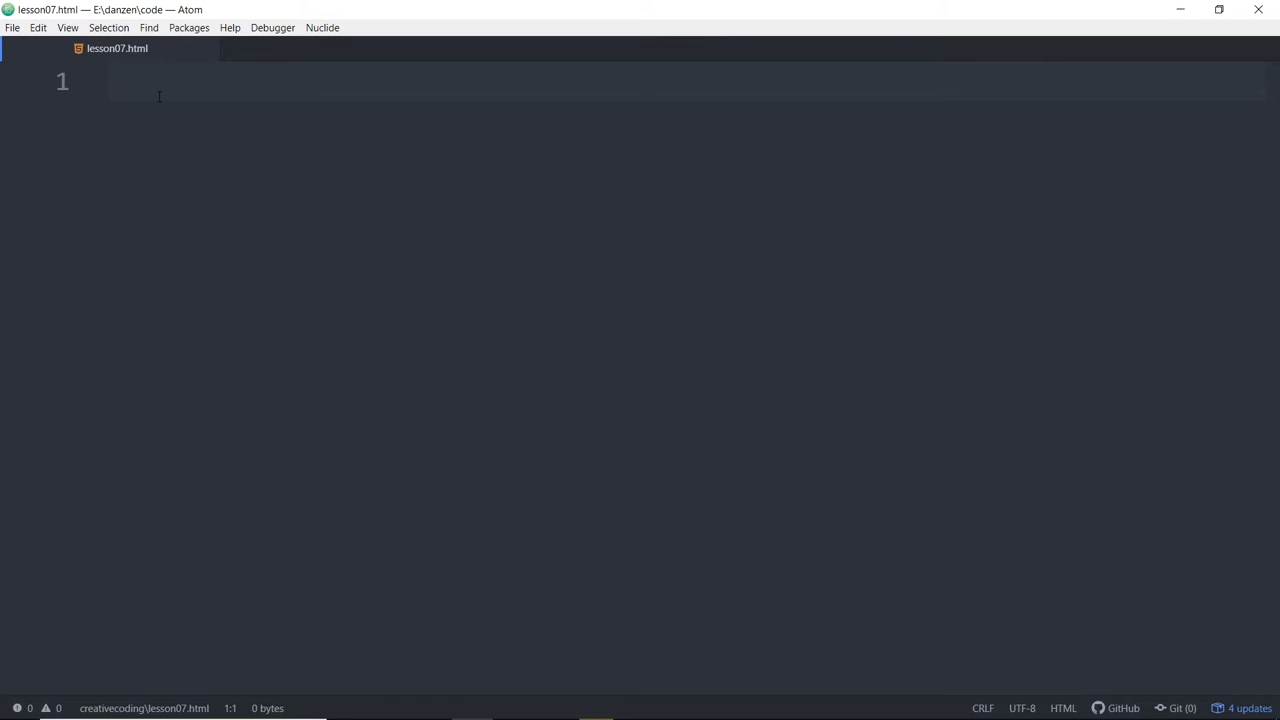 lesson07.html — E:\danzen\code — Atom
File Edit View Selection Find Packages Help Debugger Nuclide
lesson07.html
1
0 0 creativecoding\lesson07.html 1:1 0 bytes CRLF UTF-8 HTML GitHub Git (0) 4 updates